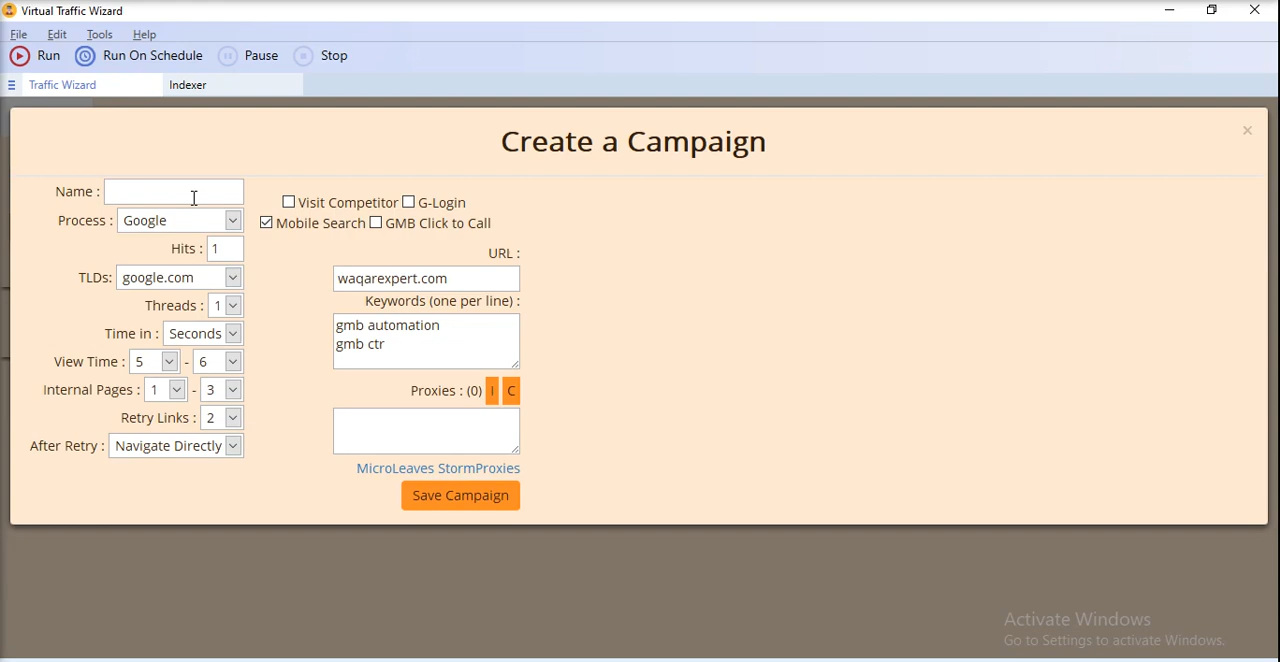 Virtual Traffic Wizard
File Edit Tools Help
Run Run On Schedule Pause Stop
Traffic Wizard Indexer
Create a Campaign
×
Name :
Process : Google
Hits : 1
TLDs: google.com
Threads : 1
Time in : Seconds
View Time : 5 - 6
Internal Pages : 1 - 3
Retry Links : 2
After Retry : Navigate Directly
Visit Competitor G-Login
Mobile Search GMB Click to Call
URL :
waqarexpert.com
Keywords (one per line) :
gmb automation
gmb ctr
Proxies : (0) I C
MicroLeaves StormProxies
Save Campaign
Activate Windows
Go to Settings to activate Windows.